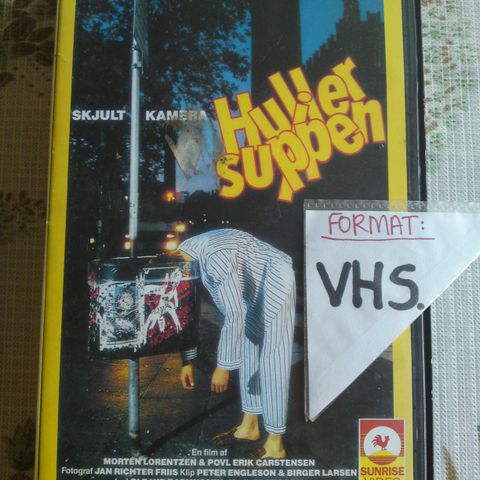 SKJULT KAMERA
Huller i
suppen
FORMAT:
VHS.
En film af
MORTEN LORENTZEN & POVL ERIK CARSTENSEN
Fotograf JAN RICHTER FRIIS Klip PETER ENGLESON & BIRGER LARSEN
SUNRISE
VIDEO